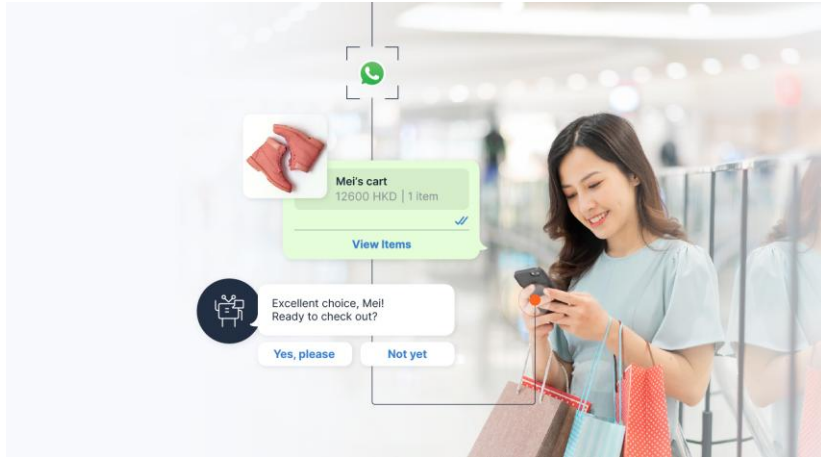 Mei's cart
12600 HKD | 1 item
View Items
Excellent choice, Mei!
Ready to check out?
Yes, please
Not yet